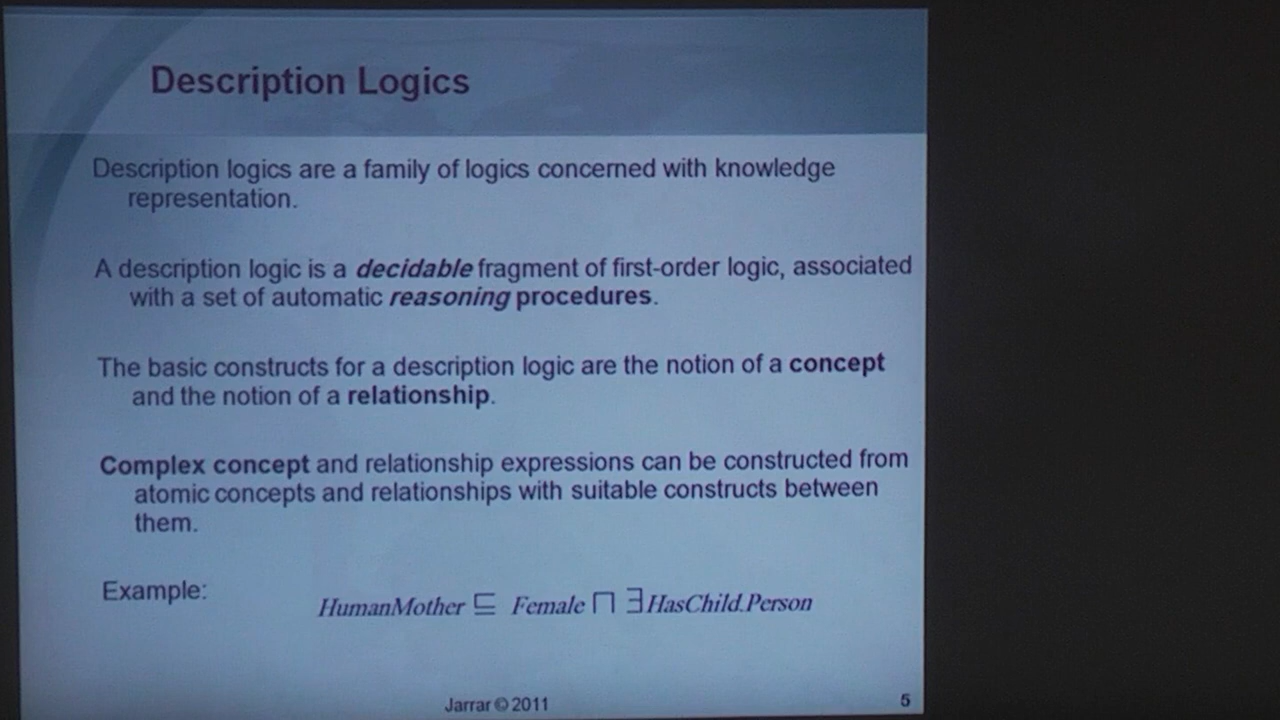 Description Logics
Description logics are a family of logics concerned with knowledge
representation.
A description logic is a decidable fragment of first-order logic, associated
with a set of automatic reasoning procedures.
The basic constructs for a description logic are the notion of a concept
and the notion of a relationship.
Complex concept and relationship expressions can be constructed from
atomic concepts and relationships with suitable constructs between
them.
Example:
HumanMother ⊑ Female ⊓ ∃HasChild.Person
Jarrar © 2011
5